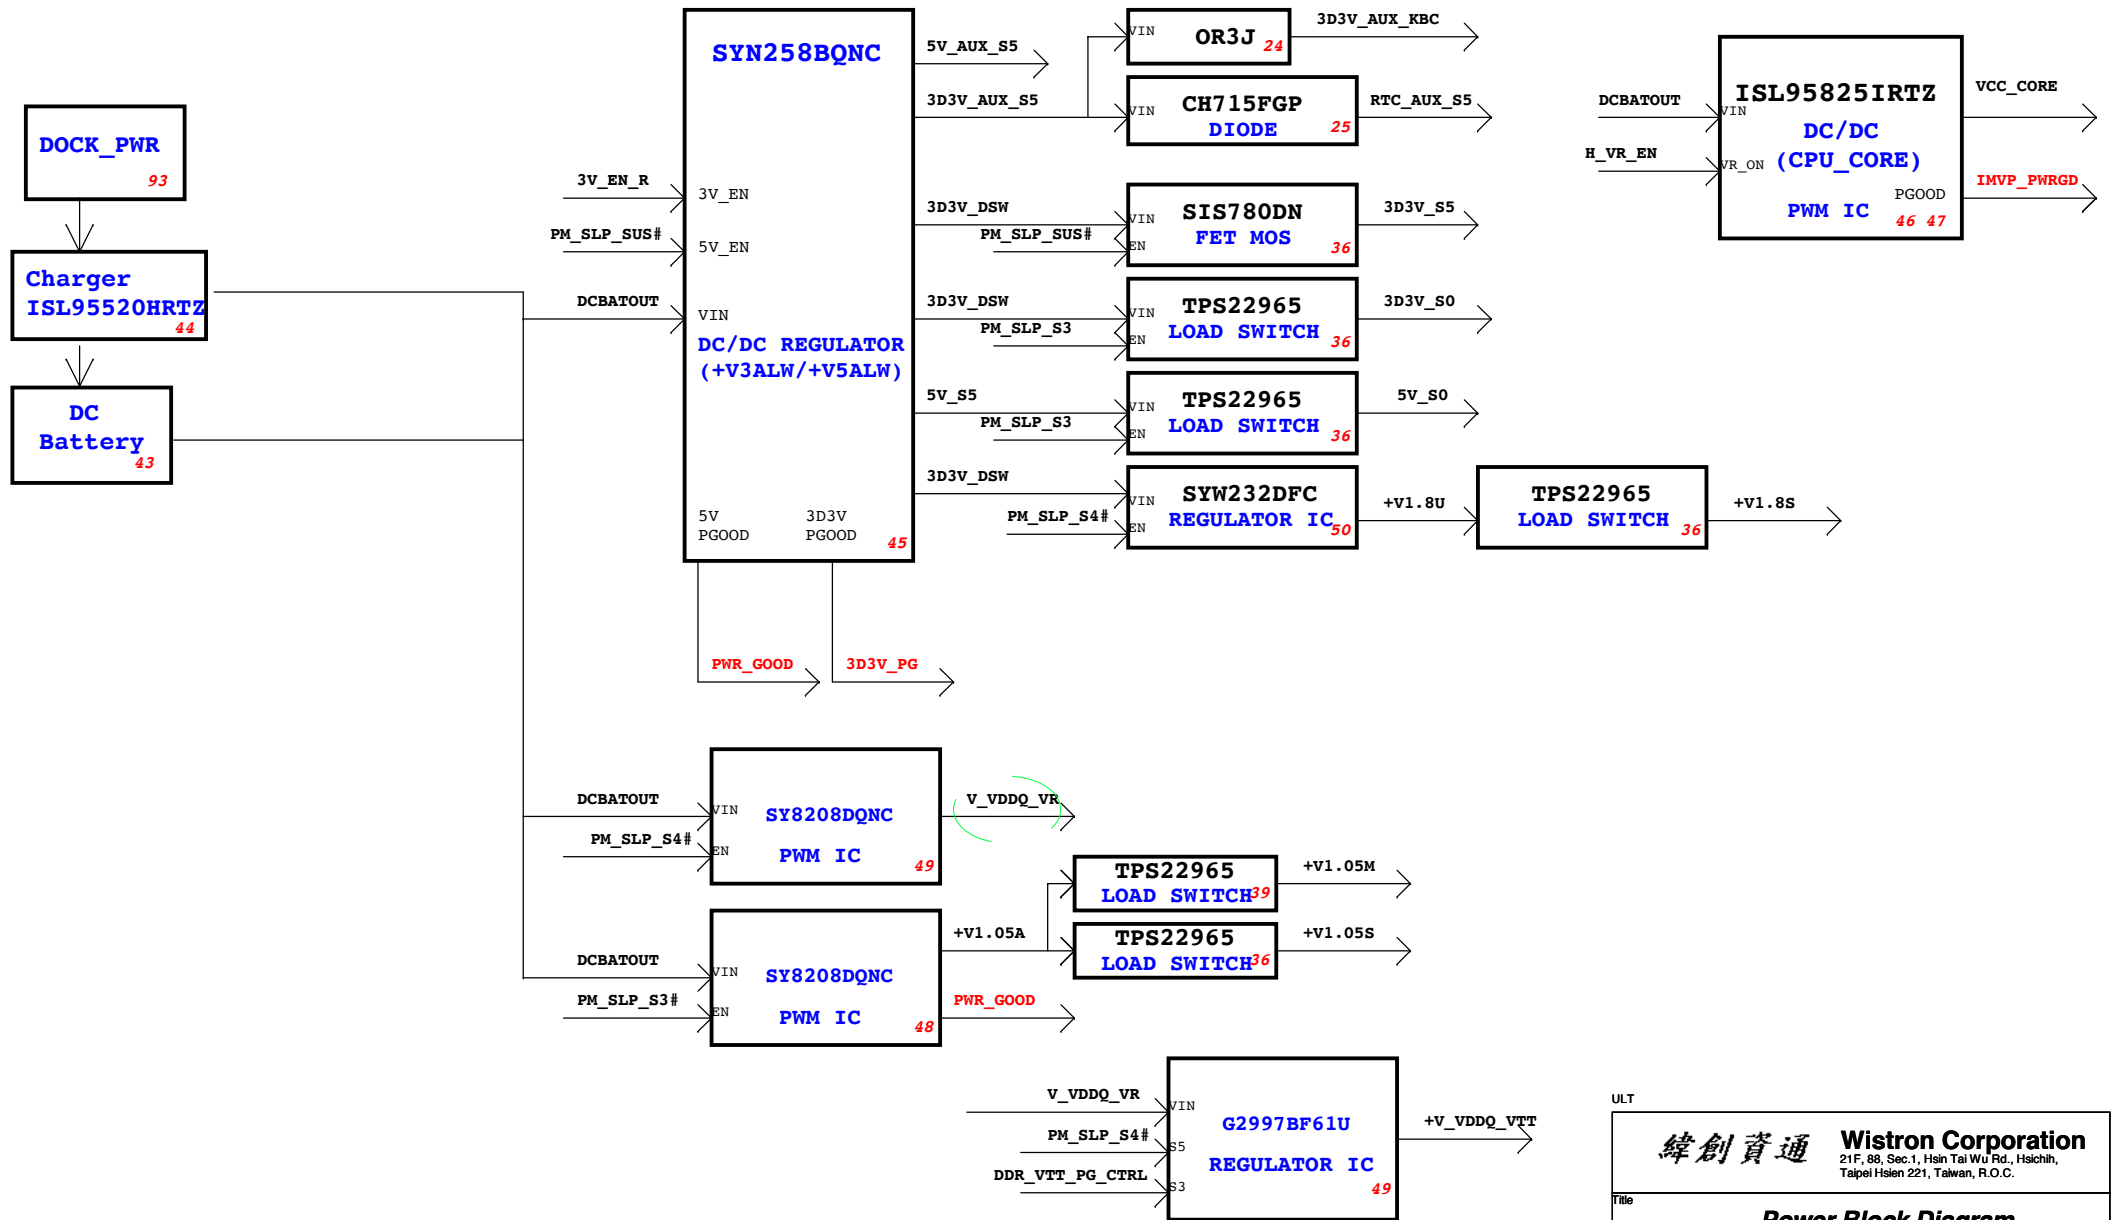 DOCK_PWR
93
Charger
ISL95520HRTZ
44
DC
Battery
43
SYN258BQNC
3V_EN_R
3V_EN
PM_SLP_SUS#
5V_EN
DCBATOUT
VIN
DC/DC REGULATOR
(+V3ALW/+V5ALW)
5V
PGOOD
3D3V
PGOOD
45
PWR_GOOD
3D3V_PG
5V_AUX_S5
3D3V_AUX_S5
VIN
OR3J
24
3D3V_AUX_KBC
VIN
CH715FGP
DIODE
25
RTC_AUX_S5
3D3V_DSW
PM_SLP_SUS#
VIN
EN
SIS780DN
FET MOS
36
3D3V_S5
3D3V_DSW
PM_SLP_S3
VIN
EN
TPS22965
LOAD SWITCH
36
3D3V_S0
5V_S5
PM_SLP_S3
VIN
EN
TPS22965
LOAD SWITCH
36
5V_S0
3D3V_DSW
PM_SLP_S4#
VIN
EN
SYW232DFC
REGULATOR IC
50
+V1.8U
TPS22965
LOAD SWITCH
36
+V1.8S
DCBATOUT
VIN
H_VR_EN
VR_ON
ISL95825IRTZ
DC/DC
(CPU_CORE)
PWM IC
PGOOD
46 47
VCC_CORE
IMVP_PWRGD
DCBATOUT
VIN
PM_SLP_S4#
EN
SY8208DQNC
PWM IC
49
V_VDDQ_VR
DCBATOUT
VIN
PM_SLP_S3#
EN
SY8208DQNC
PWM IC
48
+V1.05A
PWR_GOOD
TPS22965
LOAD SWITCH
39
+V1.05M
TPS22965
LOAD SWITCH
36
+V1.05S
V_VDDQ_VR
VIN
PM_SLP_S4#
S5
DDR_VTT_PG_CTRL
S3
G2997BF61U
REGULATOR IC
49
+V_VDDQ_VTT
ULT
緯創資通
Wistron Corporation
21F, 88, Sec.1, Hsin Tai Wu Rd., Hsichih,
Taipei Hsien 221, Taiwan, R.O.C.
Title
Power Block Diagram